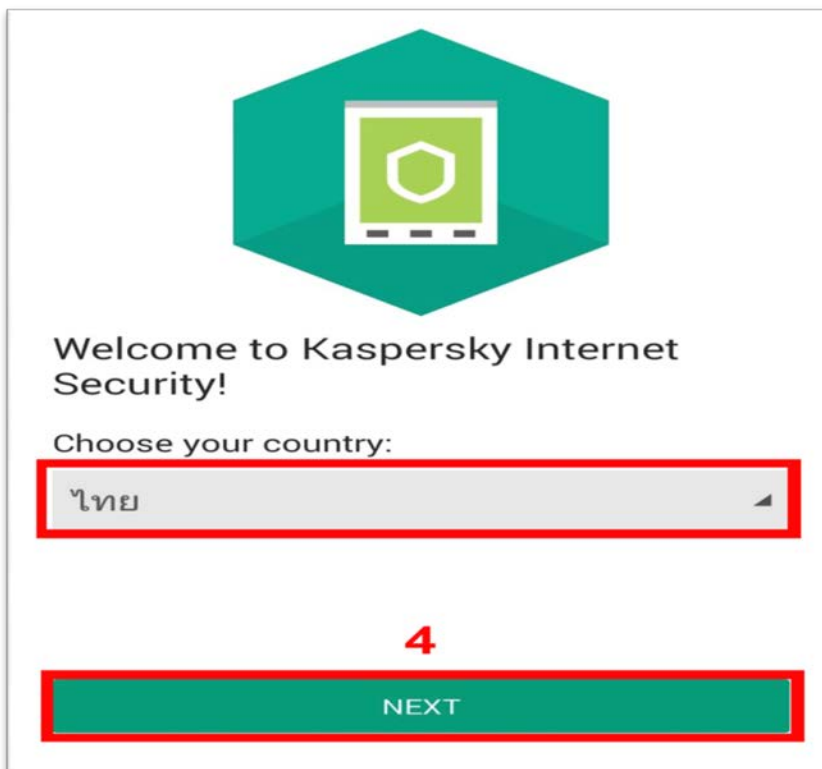 Welcome to Kaspersky Internet
Security!
Choose your country:
ไทย
4
NEXT